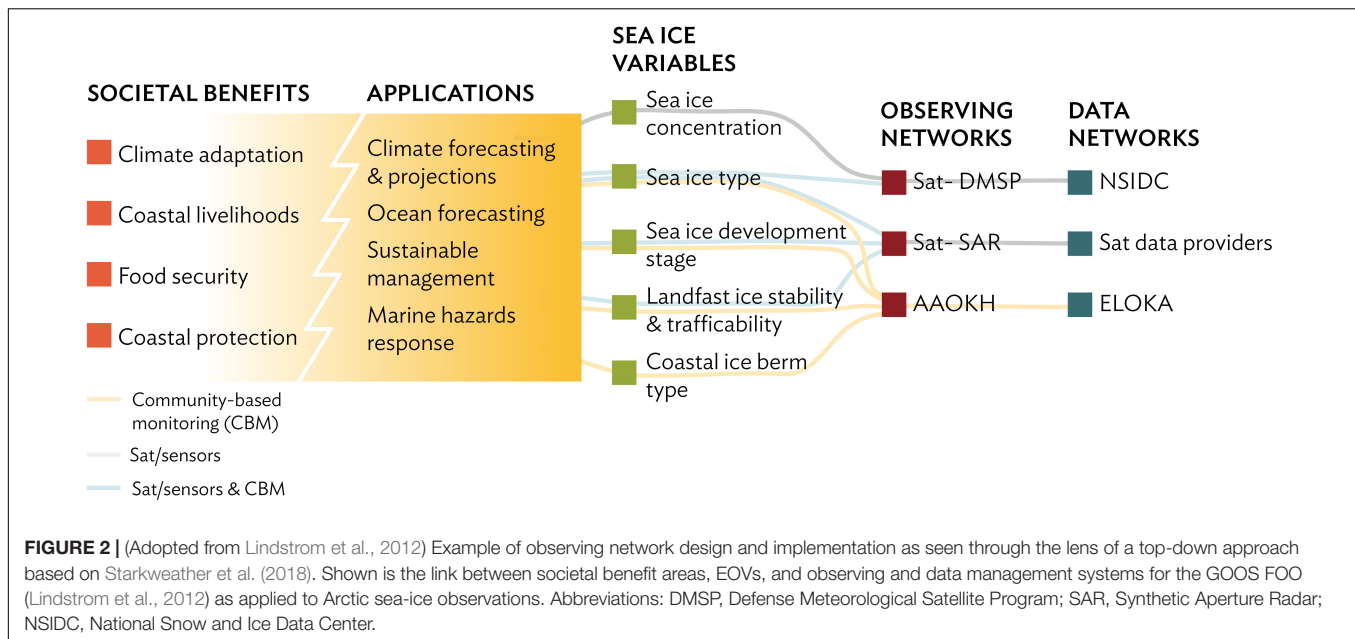 SOCIETAL BENEFITS
Climate adaptation
Coastal livelihoods
Food security
Coastal protection
APPLICATIONS
Climate forecasting
& projections
Ocean forecasting
Sustainable
management
Marine hazards
response
SEA ICE
VARIABLES
Sea ice
concentration
Sea ice type
Sea ice development
stage
Landfast ice stability
& trafficability
Coastal ice berm
type
OBSERVING
NETWORKS
Sat- DMSP
Sat- SAR
AAOKH
DATA
NETWORKS
NSIDC
Sat data providers
ELOKA
Community-based
monitoring (CBM)
Sat/sensors
Sat/sensors & CBM
FIGURE 2 | (Adopted from Lindstrom et al., 2012) Example of observing network design and implementation as seen through the lens of a top-down approach
based on Starkweather et al. (2018). Shown is the link between societal benefit areas, EOVs, and observing and data management systems for the GOOS FOO
(Lindstrom et al., 2012) as applied to Arctic sea-ice observations. Abbreviations: DMSP, Defense Meteorological Satellite Program; SAR, Synthetic Aperture Radar;
NSIDC, National Snow and Ice Data Center.